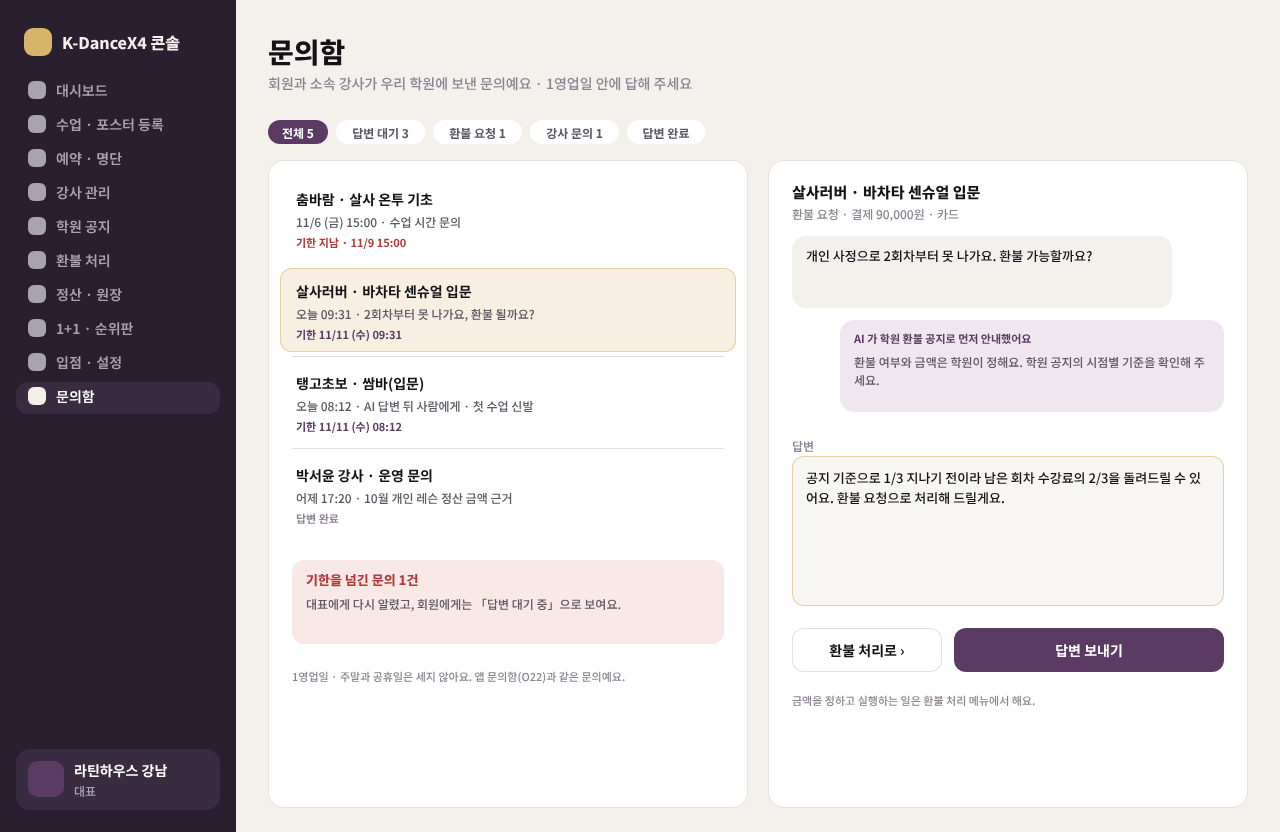 K-DanceX4 콘솔
대시보드
수업 · 포스터 등록
예약 · 명단
강사 관리
학원 공지
환불 처리
정산 · 원장
1+1 · 순위판
입점 · 설정
문의함
라틴하우스 강남
대표
문의함
회원과 소속 강사가 우리 학원에 보낸 문의예요 · 1영업일 안에 답해 주세요
전체 5
답변 대기 3
환불 요청 1
강사 문의 1
답변 완료
춤바람 · 살사 온투 기초
11/6 (금) 15:00 · 수업 시간 문의
기한 지남 · 11/9 15:00
살사러버 · 바차타 센슈얼 입문
오늘 09:31 · 2회차부터 못 나가요, 환불 될까요?
기한 11/11 (수) 09:31
탱고초보 · 쌈바(입문)
오늘 08:12 · AI 답변 뒤 사람에게 · 첫 수업 신발
기한 11/11 (수) 08:12
박서윤 강사 · 운영 문의
어제 17:20 · 10월 개인 레슨 정산 금액 근거
답변 완료
기한을 넘긴 문의 1건
대표에게 다시 알렸고, 회원에게는 「답변 대기 중」으로 보여요.
1영업일 · 주말과 공휴일은 세지 않아요. 앱 문의함(O22)과 같은 문의예요.
살사러버 · 바차타 센슈얼 입문
환불 요청 · 결제 90,000원 · 카드
개인 사정으로 2회차부터 못 나가요. 환불 가능할까요?
AI 가 학원 환불 공지로 먼저 안내했어요
환불 여부와 금액은 학원이 정해요. 학원 공지의 시점별 기준을 확인해 주
세요.
답변
공지 기준으로 1/3 지나기 전이라 남은 회차 수강료의 2/3을 돌려드릴 수 있
어요. 환불 요청으로 처리해 드릴게요.
환불 처리로 ›
답변 보내기
금액을 정하고 실행하는 일은 환불 처리 메뉴에서 해요.